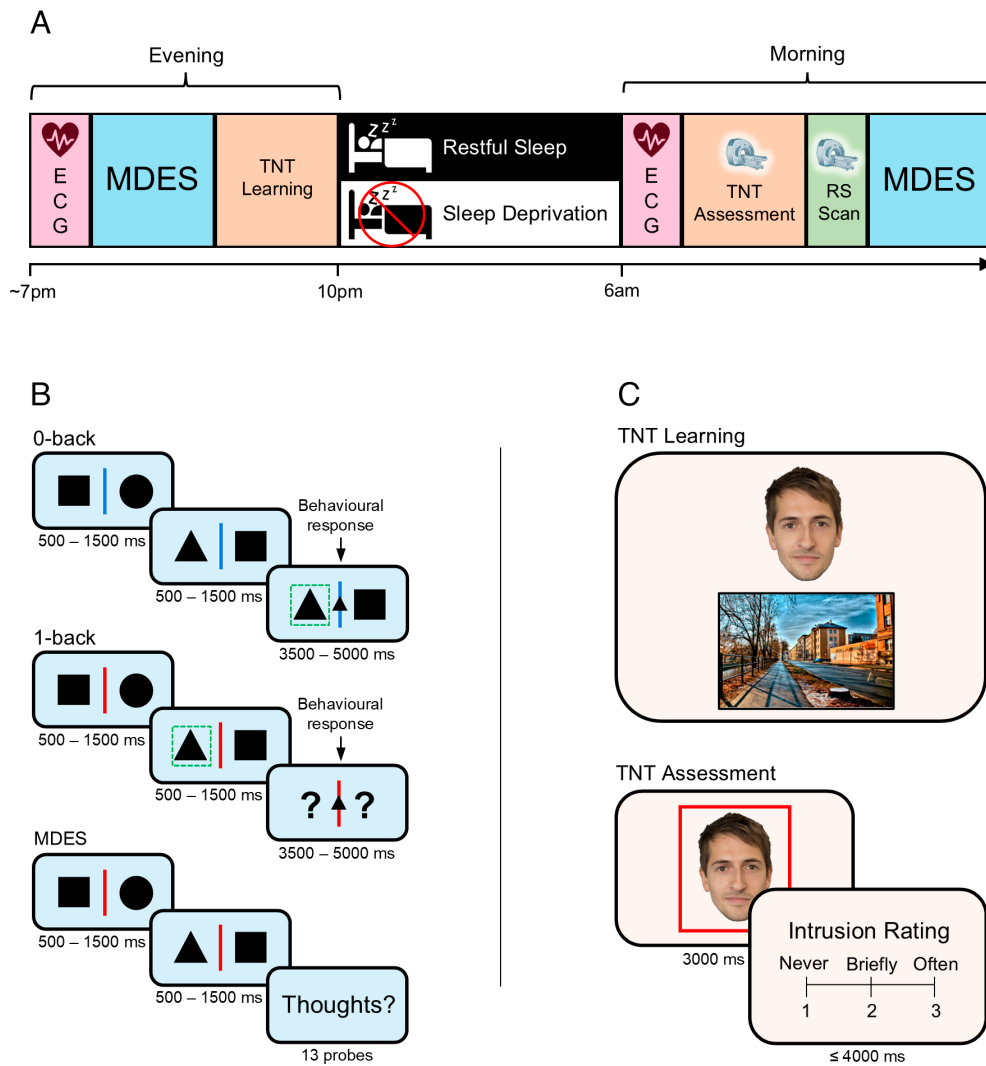 A
Evening
Morning
E
C
G
MDES
TNT
Learning
zzz
Restful Sleep
zzz
Sleep Deprivation
E
C
G
TNT
Assessment
RS
Scan
MDES
~7pm
10pm
6am
B
0-back
500 – 1500 ms
500 – 1500 ms
Behavioural
response
3500 – 5000 ms
1-back
500 – 1500 ms
500 – 1500 ms
Behavioural
response
? ?
3500 – 5000 ms
MDES
500 – 1500 ms
500 – 1500 ms
Thoughts?
13 probes
C
TNT Learning
TNT Assessment
3000 ms
Intrusion Rating
Never Briefly Often
1 2 3
≤ 4000 ms